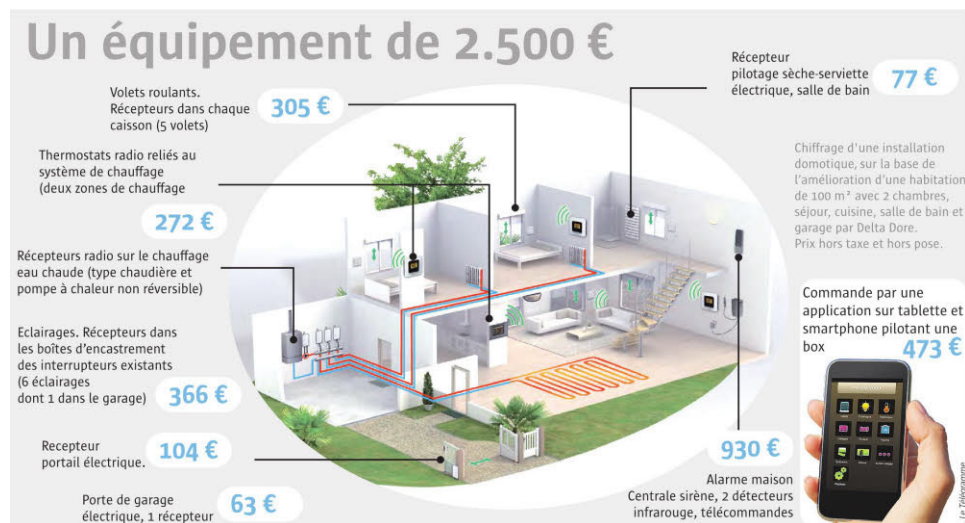 Un équipement de 2.500 €
Volets roulants.
Récepteurs dans chaque
caisson (5 volets)
305 €
Thermostats radio reliés au
système de chauffage
(deux zones de chauffage
272 €
Récepteurs radio sur le chauffage
eau chaude (type chaudière et
pompe à chaleur non réversible)
Eclairages. Récepteurs dans
les boîtes d'encastrement
des interrupteurs existants
(6 éclairages
dont 1 dans le garage)
366 €
Recepteur
portail électrique.
104 €
Porte de garage
électrique, 1 récepteur
63 €
Récepteur
pilotage sèche-serviette
électrique, salle de bain
77 €
Chiffrage d'une installation
domotique, sur la base de
l'amélioration d'une habitation
de 100 m² avec 2 chambres,
séjour, cuisine, salle de bain et
garage par Delta Dore.
Prix hors taxe et hors pose.
Commande par une
application sur tablette et
smartphone pilotant une
box
473 €
930 €
Alarme maison
Centrale sirène, 2 détecteurs
infrarouge, télécommandes
Le Télégramme